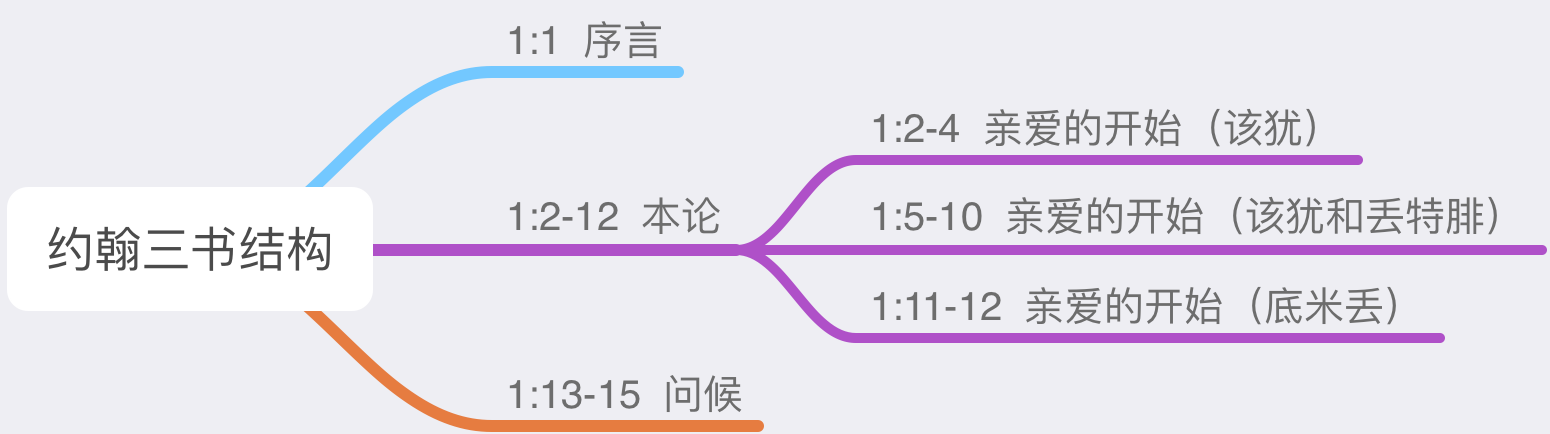 约翰三书结构
1:1 序言
1:2-12 本论
1:2-4 亲爱的开始（该犹）
1:5-10 亲爱的开始（该犹和丢特腓）
1:11-12 亲爱的开始（底米丢）
1:13-15 问候